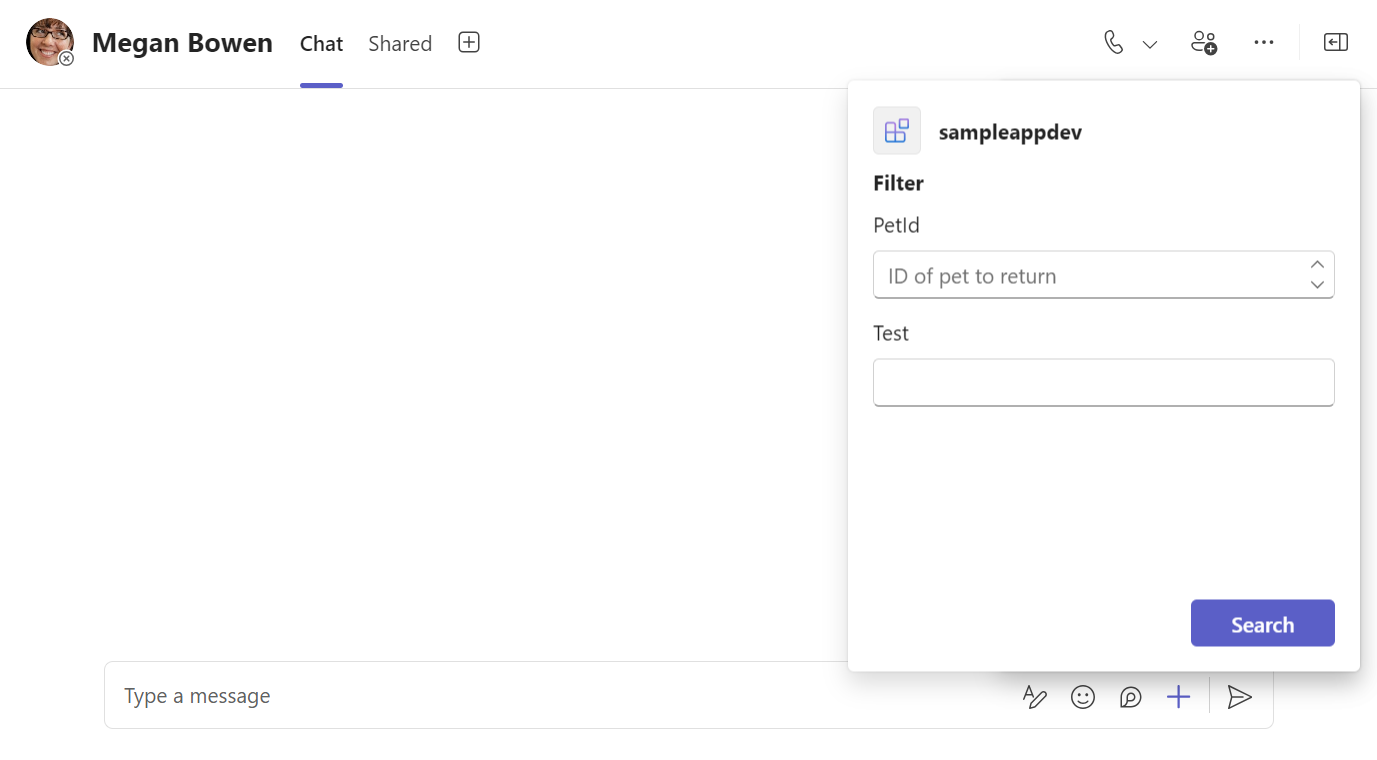 Megan Bowen Chat Shared
sampleappdev
Filter
PetId
ID of pet to return
Test
Search
Type a message